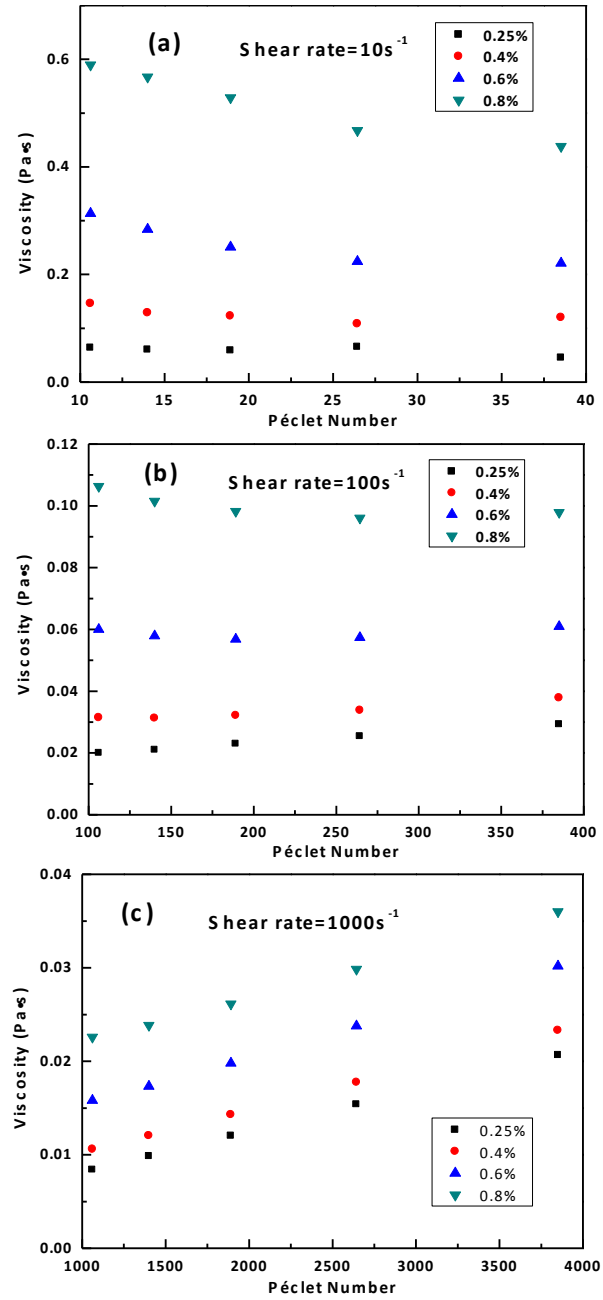 (a)
Shear rate=10s⁻¹
0.25%
0.4%
0.6%
0.8%
Viscosity (Pa•s)
0.6
0.4
0.2
0.0
10 15 20 25 30 35 40
Péclet Number
(b)
Shear rate=100s⁻¹
0.25%
0.4%
0.6%
0.8%
Viscosity (Pa•s)
0.12
0.10
0.08
0.06
0.04
0.02
0.00
100 150 200 250 300 350 400
Péclet Number
(c)
Shear rate=1000s⁻¹
Viscosity (Pa•s)
0.04
0.03
0.02
0.01
0.00
0.25%
0.4%
0.6%
0.8%
1000 1500 2000 2500 3000 3500 4000
Péclet Number